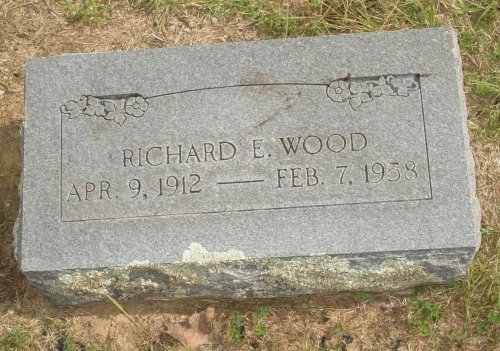 RICHARD E. WOOD
APR. 9, 1912 — FEB. 7, 1958